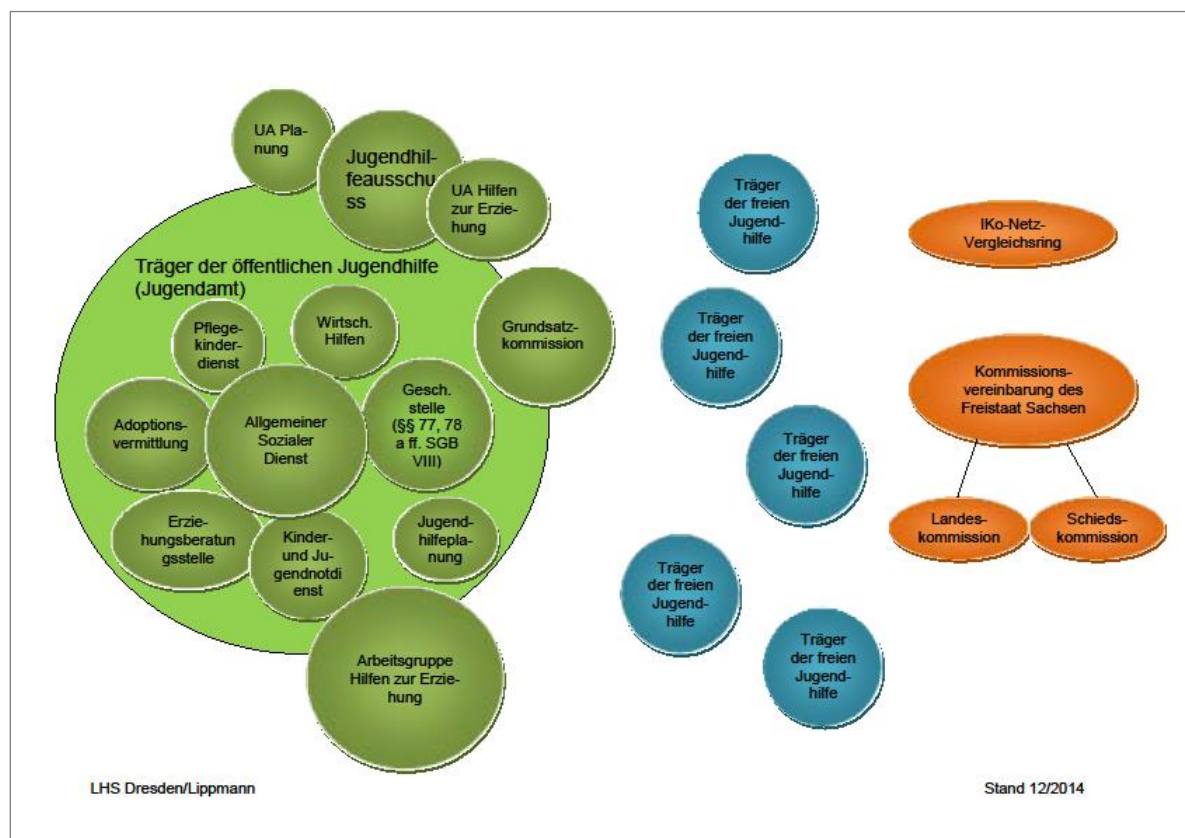 UA Pla-
nung
Jugendhil-
feausschu
ss
UA Hilfen
zur Erzie-
hung
Träger der öffentlichen Jugendhilfe
(Jugendamt)
Pflege-
kinder-
dienst
Wirtsch.
Hilfen
Grundsatz-
kommission
Adoptions-
vermittlung
Allgemeiner
Sozialer
Dienst
Gesch.
stelle
(§§ 77, 78
a ff. SGB
VIII)
Erzie-
hungsberatun
gsstelle
Kinder-
und Ju-
gendnotdi
enst
Jugend-
hilfepla-
nung
Arbeitsgruppe
Hilfen zur Erzie-
hung
Träger
der freien
Jugend-
hilfe
Träger
der freien
Jugend-
hilfe
Träger
der freien
Jugend-
hilfe
Träger
der freien
Jugend-
hilfe
Träger
der freien
Jugend-
hilfe
IKo-Netz-
Vergleichsring
Kommissions-
vereinbarung des
Freistaat Sachsen
Landes-
kommission
Schieds-
kommission
LHS Dresden/Lippmann
Stand 12/2014